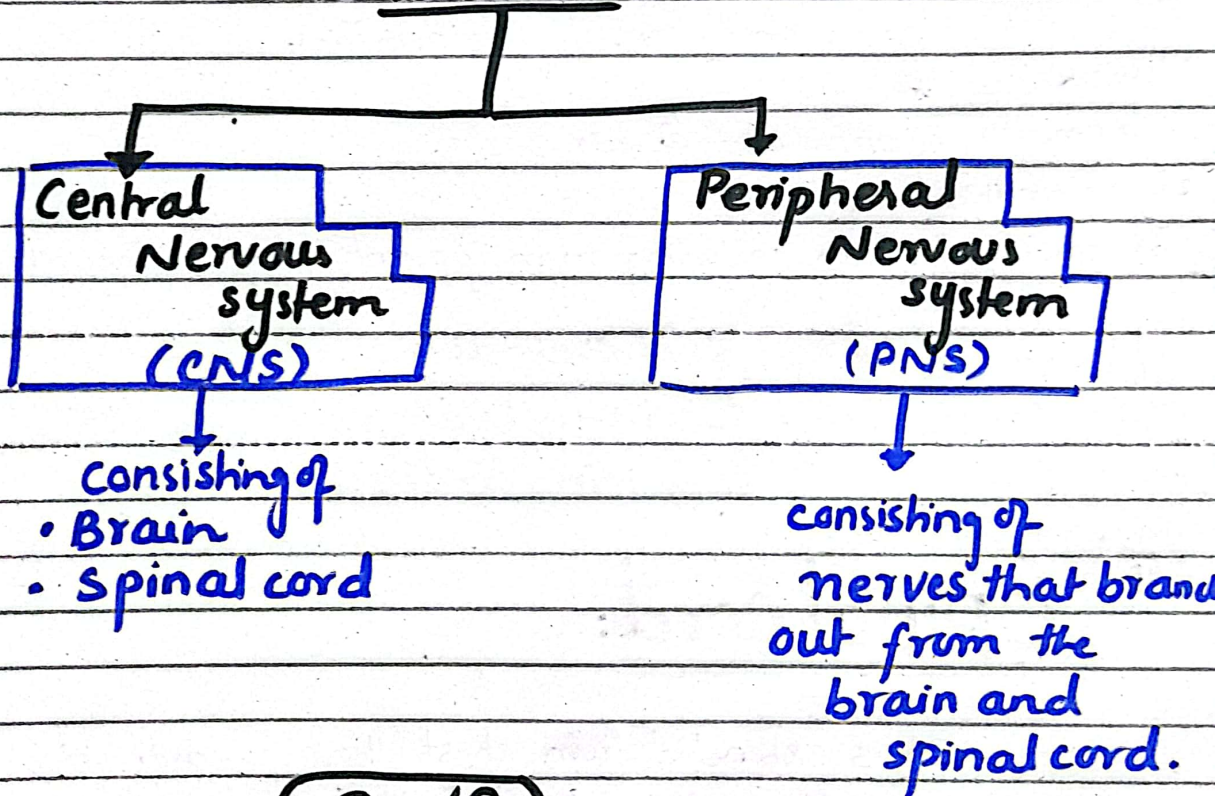 Central
Nervous
system
(CNS)
consisting of
• Brain
• spinal cord
Peripheral
Nervous
system
(PNS)
consisting of
nerves that
out from the
brain and
spinal cord.